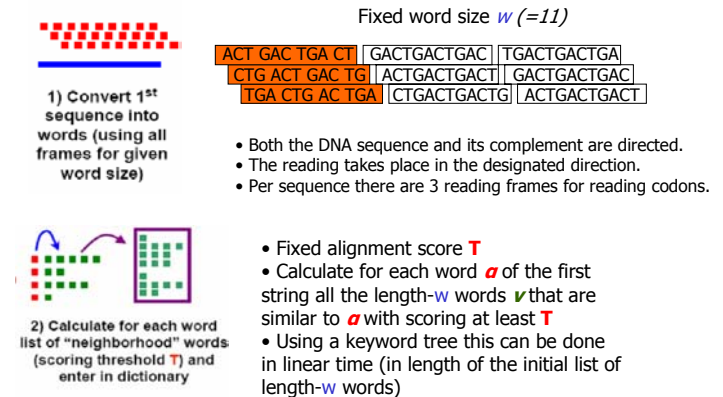 Fixed word size w (=11)
ACT GAC TGA CT GACTGACTGAC TGACTGACTGA
CTG ACT GAC TG ACTGACTGACT GACTGACTGAC
TGA CTG AC TGA CTGACTGACTG ACTGACTGACT
1) Convert 1st
sequence into
words (using all
frames for given
word size)
• Both the DNA sequence and its complement are directed.
• The reading takes place in the designated direction.
• Per sequence there are 3 reading frames for reading codons.
2) Calculate for each word
list of "neighborhood" words
(scoring threshold T) and
enter in dictionary
• Fixed alignment score T
• Calculate for each word α of the first
string all the length-w words v that are
similar to α with scoring at least T
• Using a keyword tree this can be done
in linear time (in length of the initial list of
length-w words)